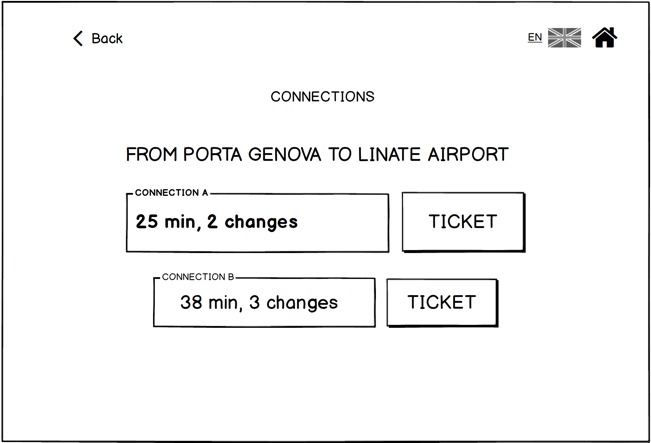 Back
EN
CONNECTIONS
FROM PORTA GENOVA TO LINATE AIRPORT
CONNECTION A
25 min, 2 changes
TICKET
CONNECTION B
38 min, 3 changes
TICKET